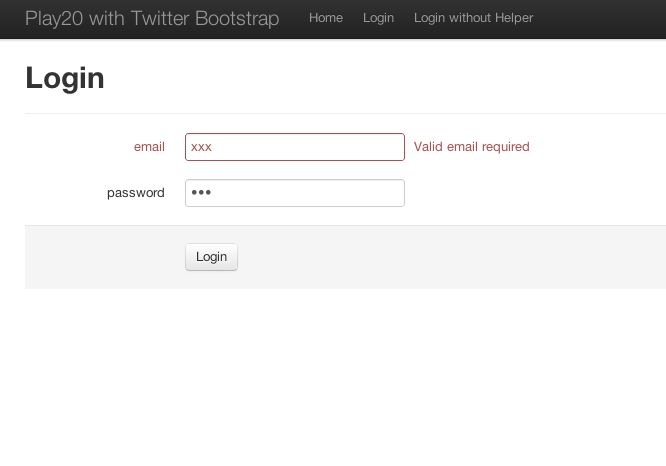 Play20 with Twitter Bootstrap Home Login Login without Helper
Login
email xxx Valid email required
password •••
Login